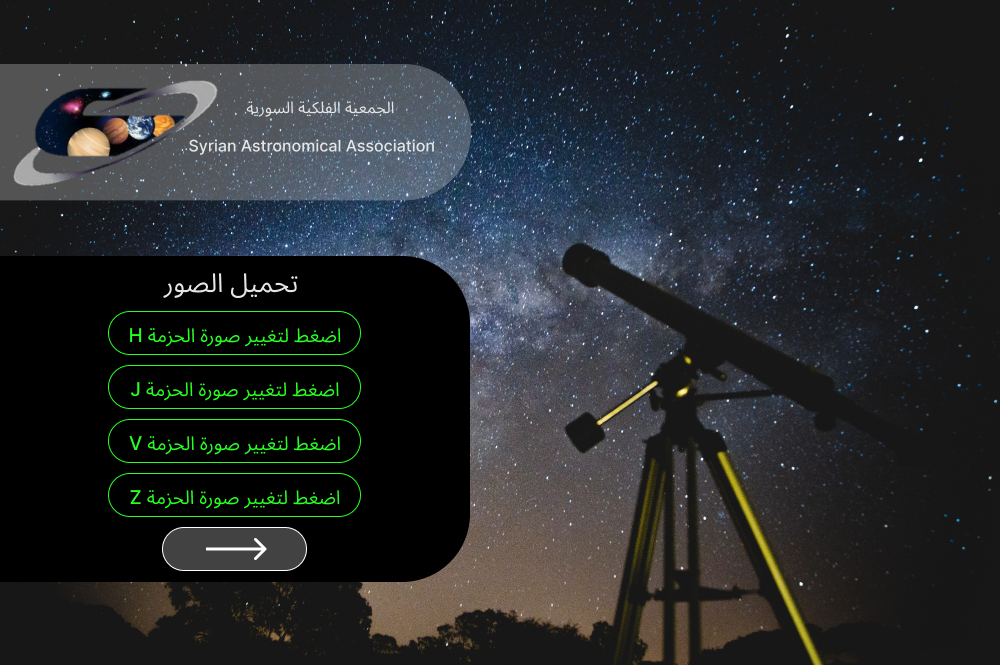 الجمعية الفلكية السورية
Syrian Astronomical Association
تحميل الصور
اضغط لتغيير صورة الحزمة H
اضغط لتغيير صورة الحزمة J
اضغط لتغيير صورة الحزمة V
اضغط لتغيير صورة الحزمة Z